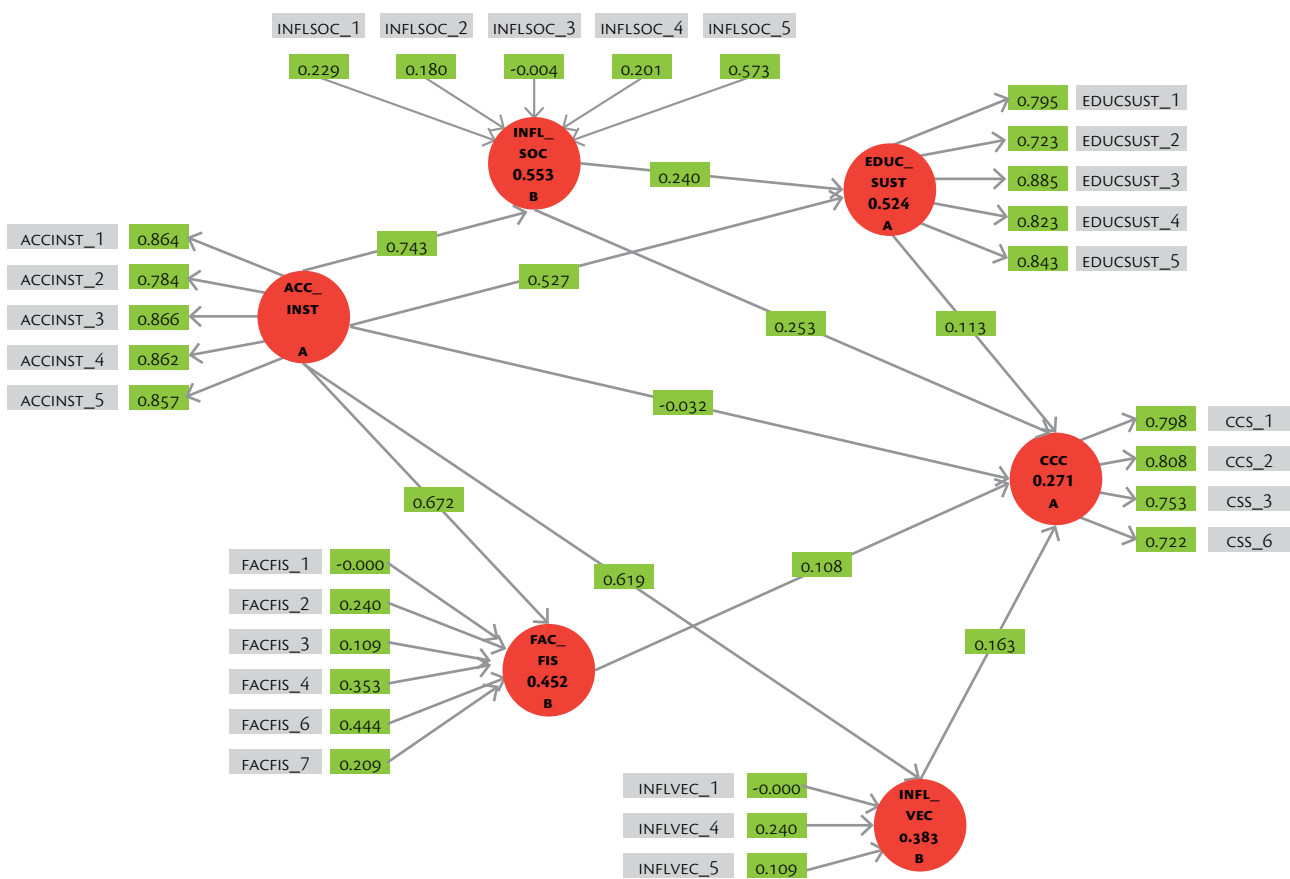 INFLSOC_1 INFLSOC_2 INFLSOC_3 INFLSOC_4 INFLSOC_5
0.229 0.180 -0.004 0.201 0.573
INFL_
SOC
0.553
B
0.240
EDUC_
SUST
0.524
A
0.795 EDUCSUST_1
0.723 EDUCSUST_2
0.885 EDUCSUST_3
0.823 EDUCSUST_4
0.843 EDUCSUST_5
ACCINST_1 0.864
ACCINST_2 0.784
ACCINST_3 0.866
ACCINST_4 0.862
ACCINST_5 0.857
ACC_
INST
A
0.743
0.527
0.253
0.113
-0.032
0.672
0.619
0.108
0.163
CCC
0.271
A
0.798 CCS_1
0.808 CCS_2
0.753 CSS_3
0.722 CSS_6
FACFIS_1 -0.000
FACFIS_2 0.240
FACFIS_3 0.109
FACFIS_4 0.353
FACFIS_6 0.444
FACFIS_7 0.209
FAC_
FIS
0.452
B
INFLVEC_1 -0.000
INFLVEC_4 0.240
INFLVEC_5 0.109
INFL_
VEC
0.383
B